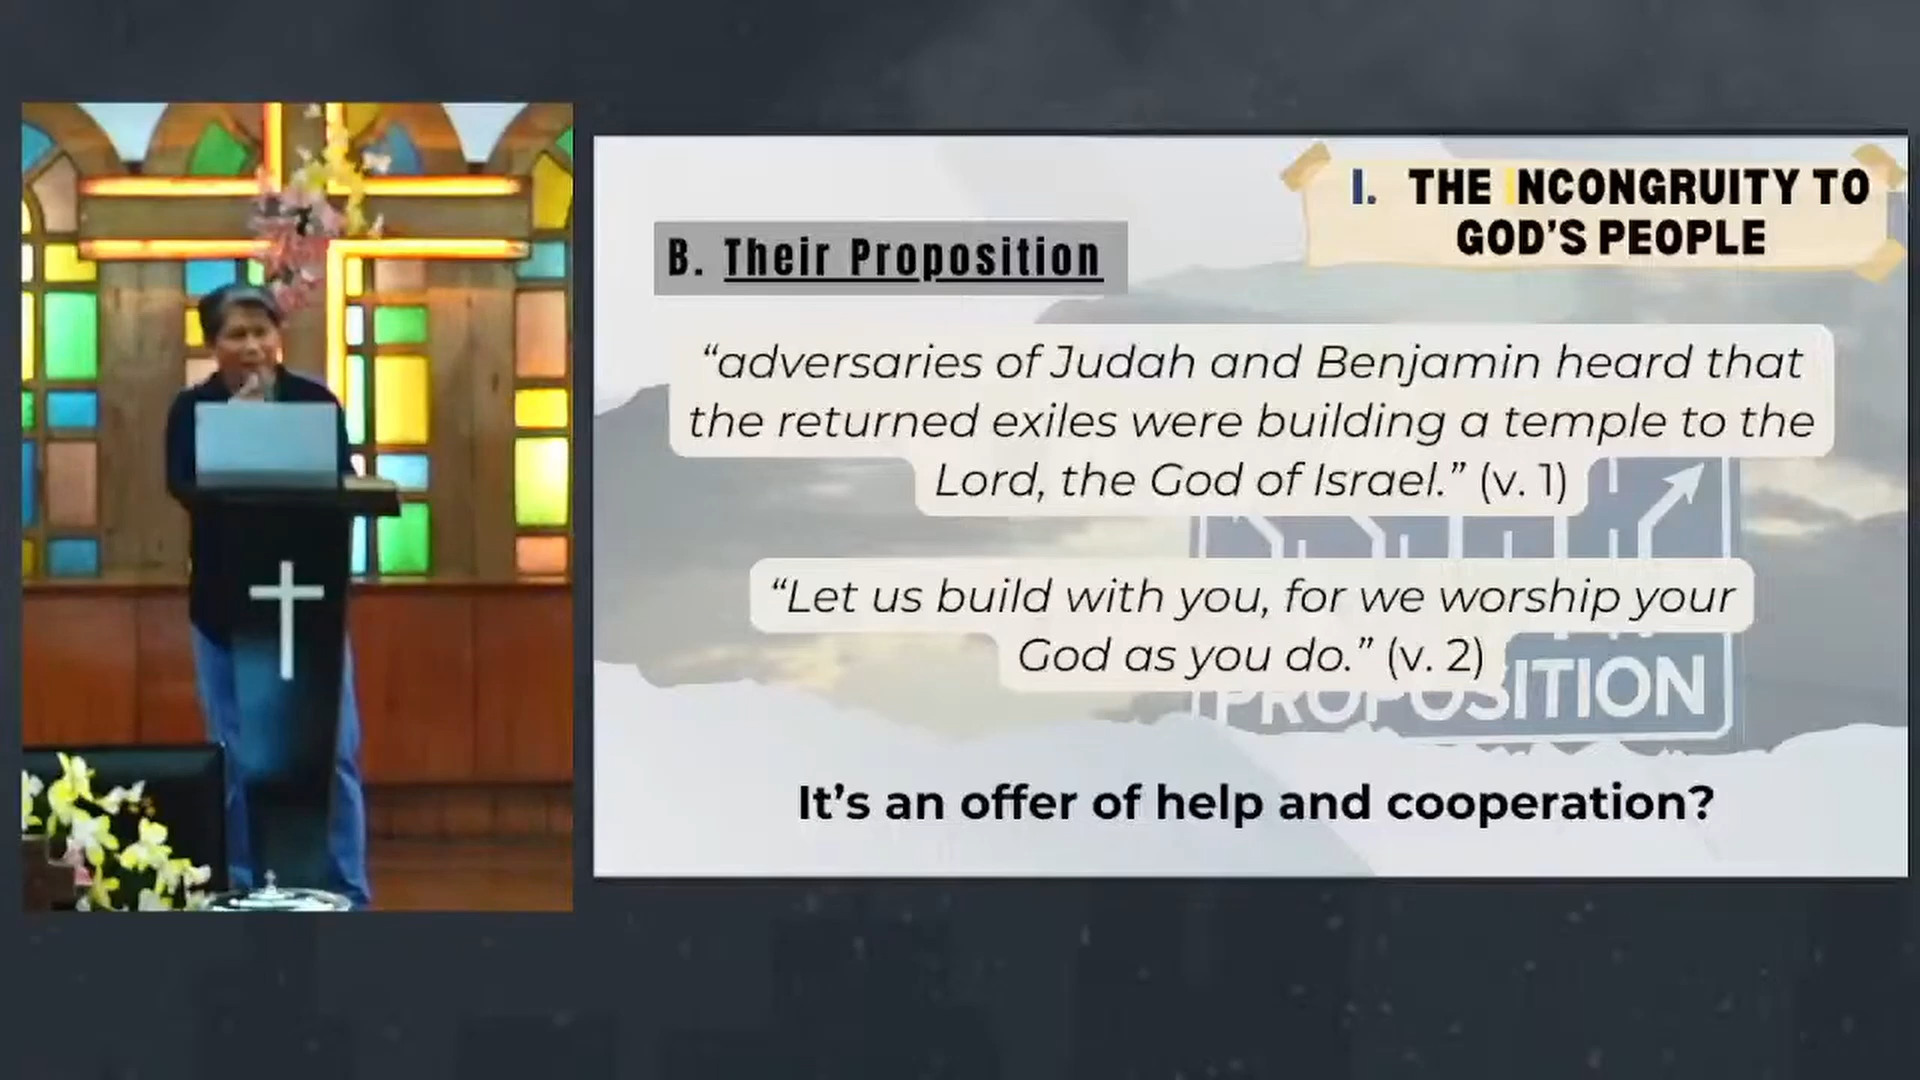 I. THE INCONGRUITY TO
GOD'S PEOPLE
B. Their Proposition
“adversaries of Judah and Benjamin heard that
the returned exiles were building a temple to the
Lord, the God of Israel.” (v. 1)
“Let us build with you, for we worship your
God as you do.” (v. 2)
PROPOSITION
It’s an offer of help and cooperation?